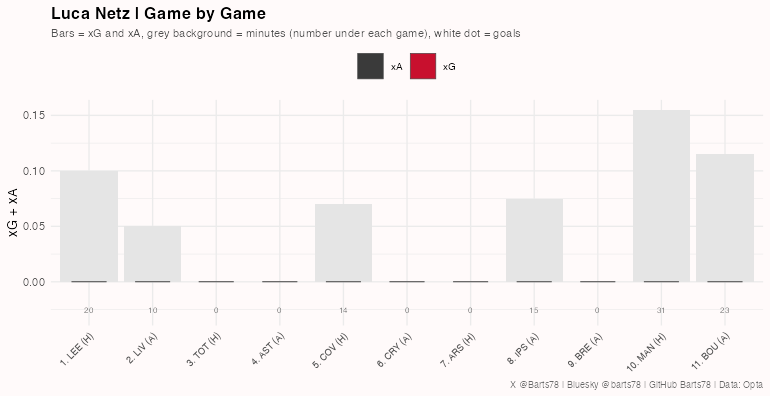 Luca Netz | Game by Game
Bars = xG and xA, grey background = minutes (number under each game), white dot = goals
xA xG
xG + xA
0.15
0.10
0.05
0.00
20 10 0 0 14 0 0 15 0 31 23
1. LEE (H) 2. LIV (A) 3. TOT (H) 4. AST (A) 5. COV (H) 6. CRY (A) 7. ARS (H) 8. IPS (A) 9. BRE (A) 10. MAN (H) 11. BOU (A)
X @Barts78 | Bluesky @barts78 | GitHub Barts78 | Data: Opta